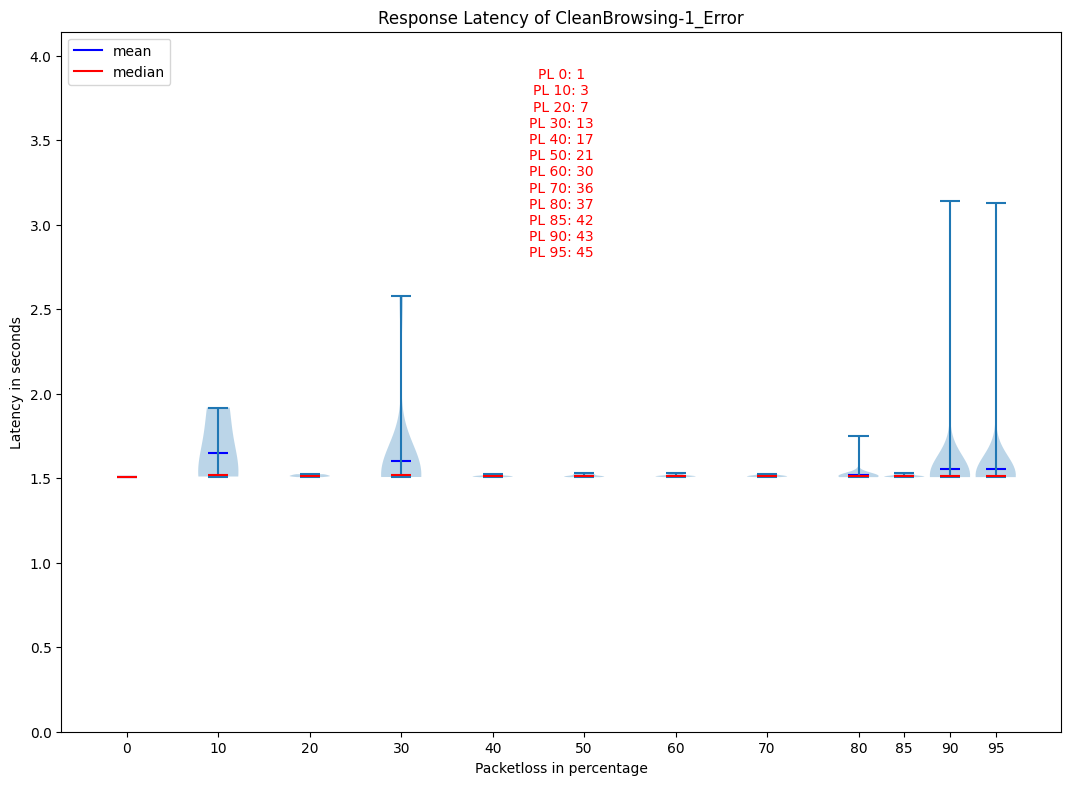 Response Latency of CleanBrowsing-1_Error
mean
median
PL 0: 1
PL 10: 3
PL 20: 7
PL 30: 13
PL 40: 17
PL 50: 21
PL 60: 30
PL 70: 36
PL 80: 37
PL 85: 42
PL 90: 43
PL 95: 45
Latency in seconds
4.0
3.5
3.0
2.5
2.0
1.5
1.0
0.5
0.0
0 10 20 30 40 50 60 70 80 85 90 95
Packetloss in percentage